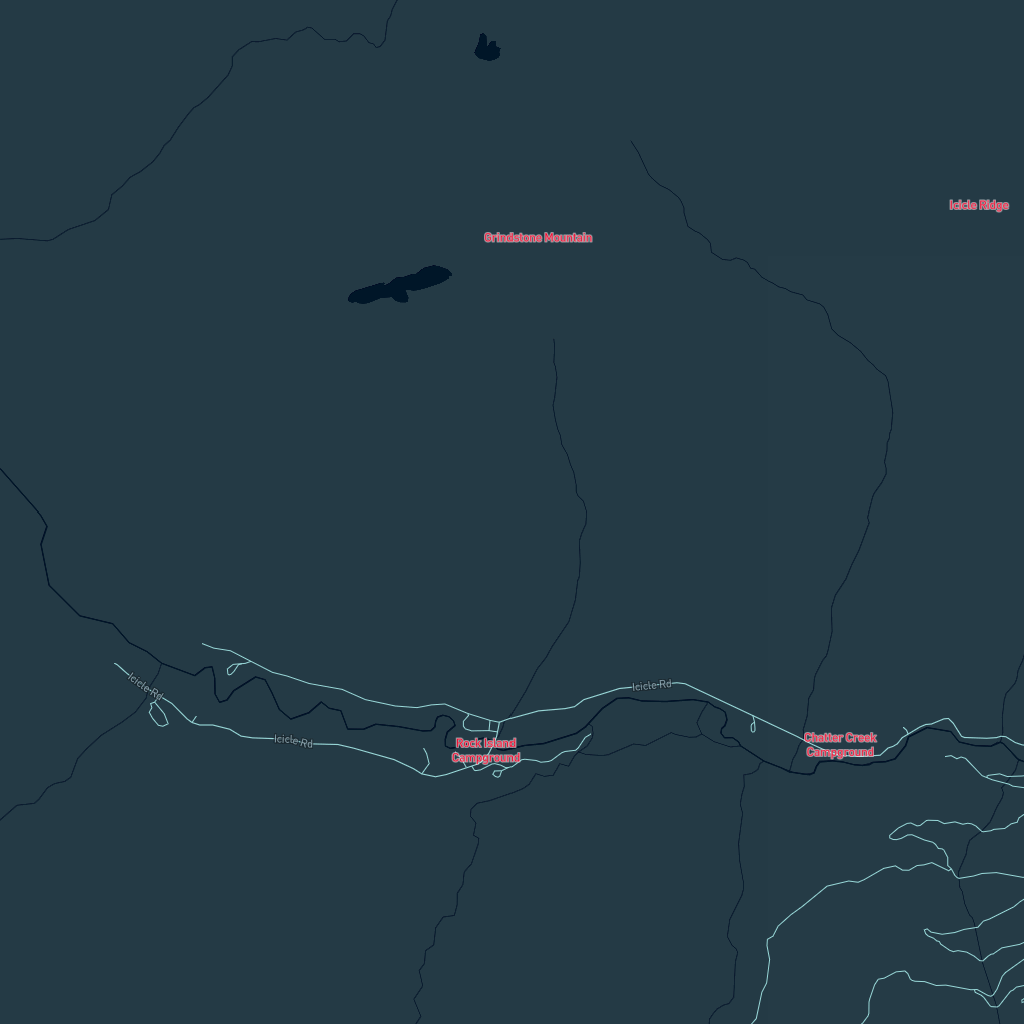 Icicle Ridge
Grindstone Mountain
Icicle Rd
Icicle Rd
Icicle Rd
Rock Island
Campground
Chatter Creek
Campground